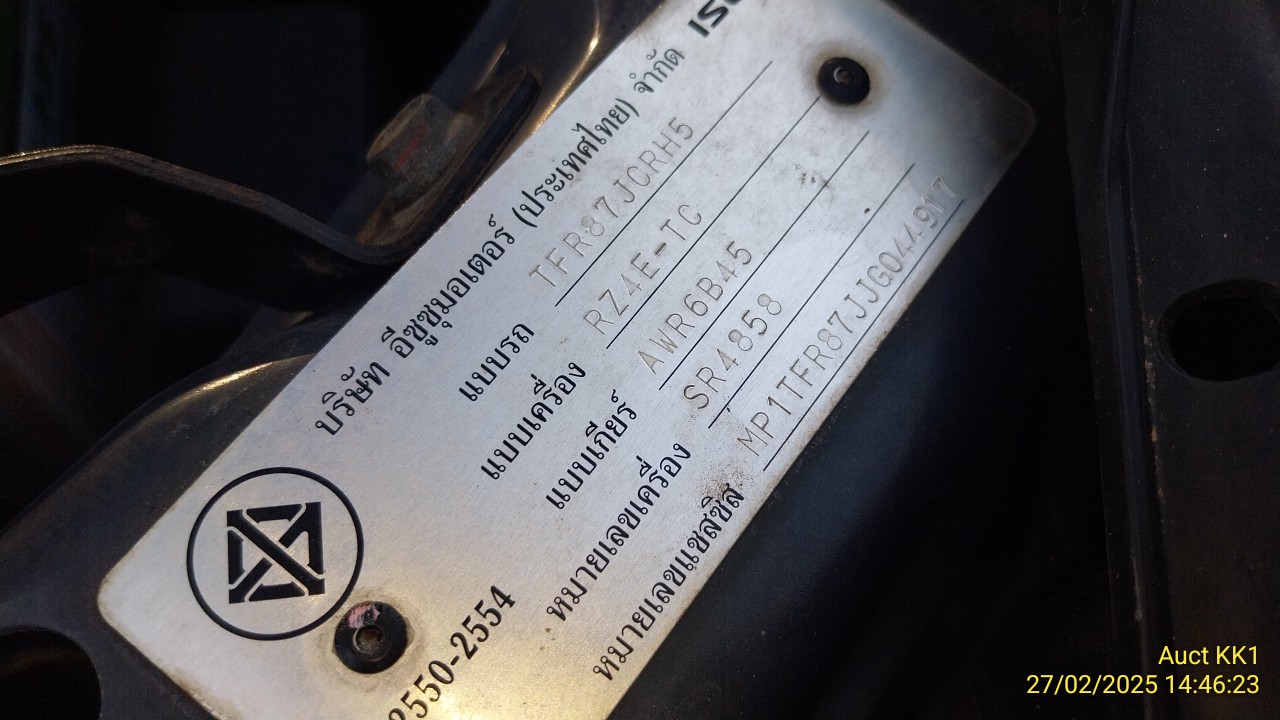 บริษัท อีซูซุมอเตอร์ (ประเทศไทย) จำกัด
แบบรถ TFR87JCRH5
แบบเครื่อง RZ4E-TC
แบบเกียร์ AWR6B45
หมายเลขเครื่อง SR4858
หมายเลขแชสซิส MP1TFR87JJG044917
2550-2554
Auct KK1
27/02/2025 14:46:23